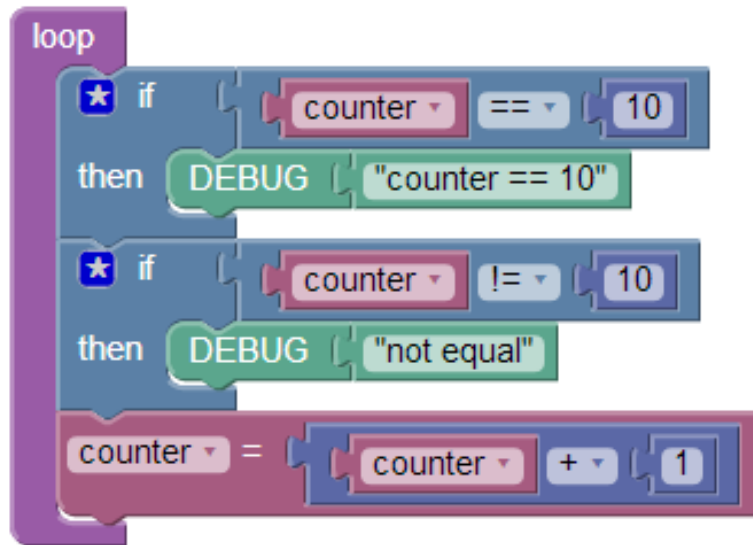 loop
if counter == 10
then DEBUG "counter == 10"
if counter != 10
then DEBUG "not equal"
counter = counter + 1